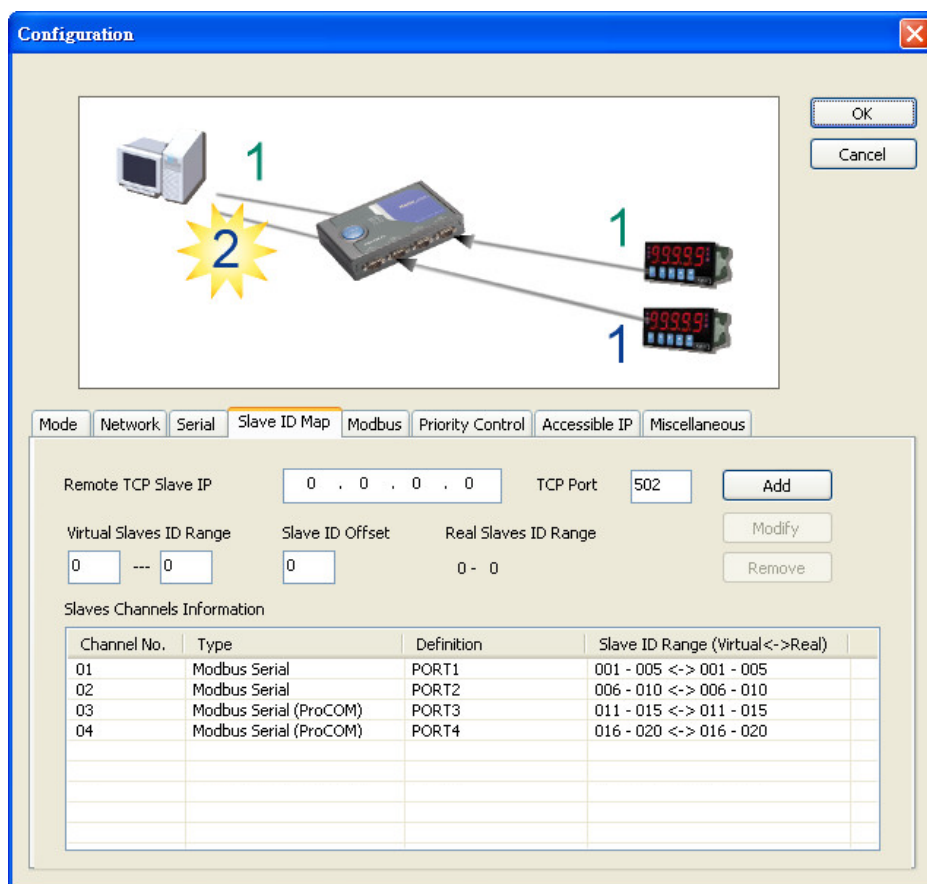 Configuration
OK
Cancel
1
2
1
1
99999
99999
Mode Network Serial Slave ID Map Modbus Priority Control Accessible IP Miscellaneous
Remote TCP Slave IP 0 . 0 . 0 . 0 TCP Port 502 Add
Virtual Slaves ID Range Slave ID Offset Real Slaves ID Range Modify
0 --- 0 0 0 - 0 Remove
Slaves Channels Information
Channel No. Type Definition Slave ID Range (Virtual<->Real)
01 Modbus Serial PORT1 001 - 005 <-> 001 - 005
02 Modbus Serial PORT2 006 - 010 <-> 006 - 010
03 Modbus Serial (ProCOM) PORT3 011 - 015 <-> 011 - 015
04 Modbus Serial (ProCOM) PORT4 016 - 020 <-> 016 - 020